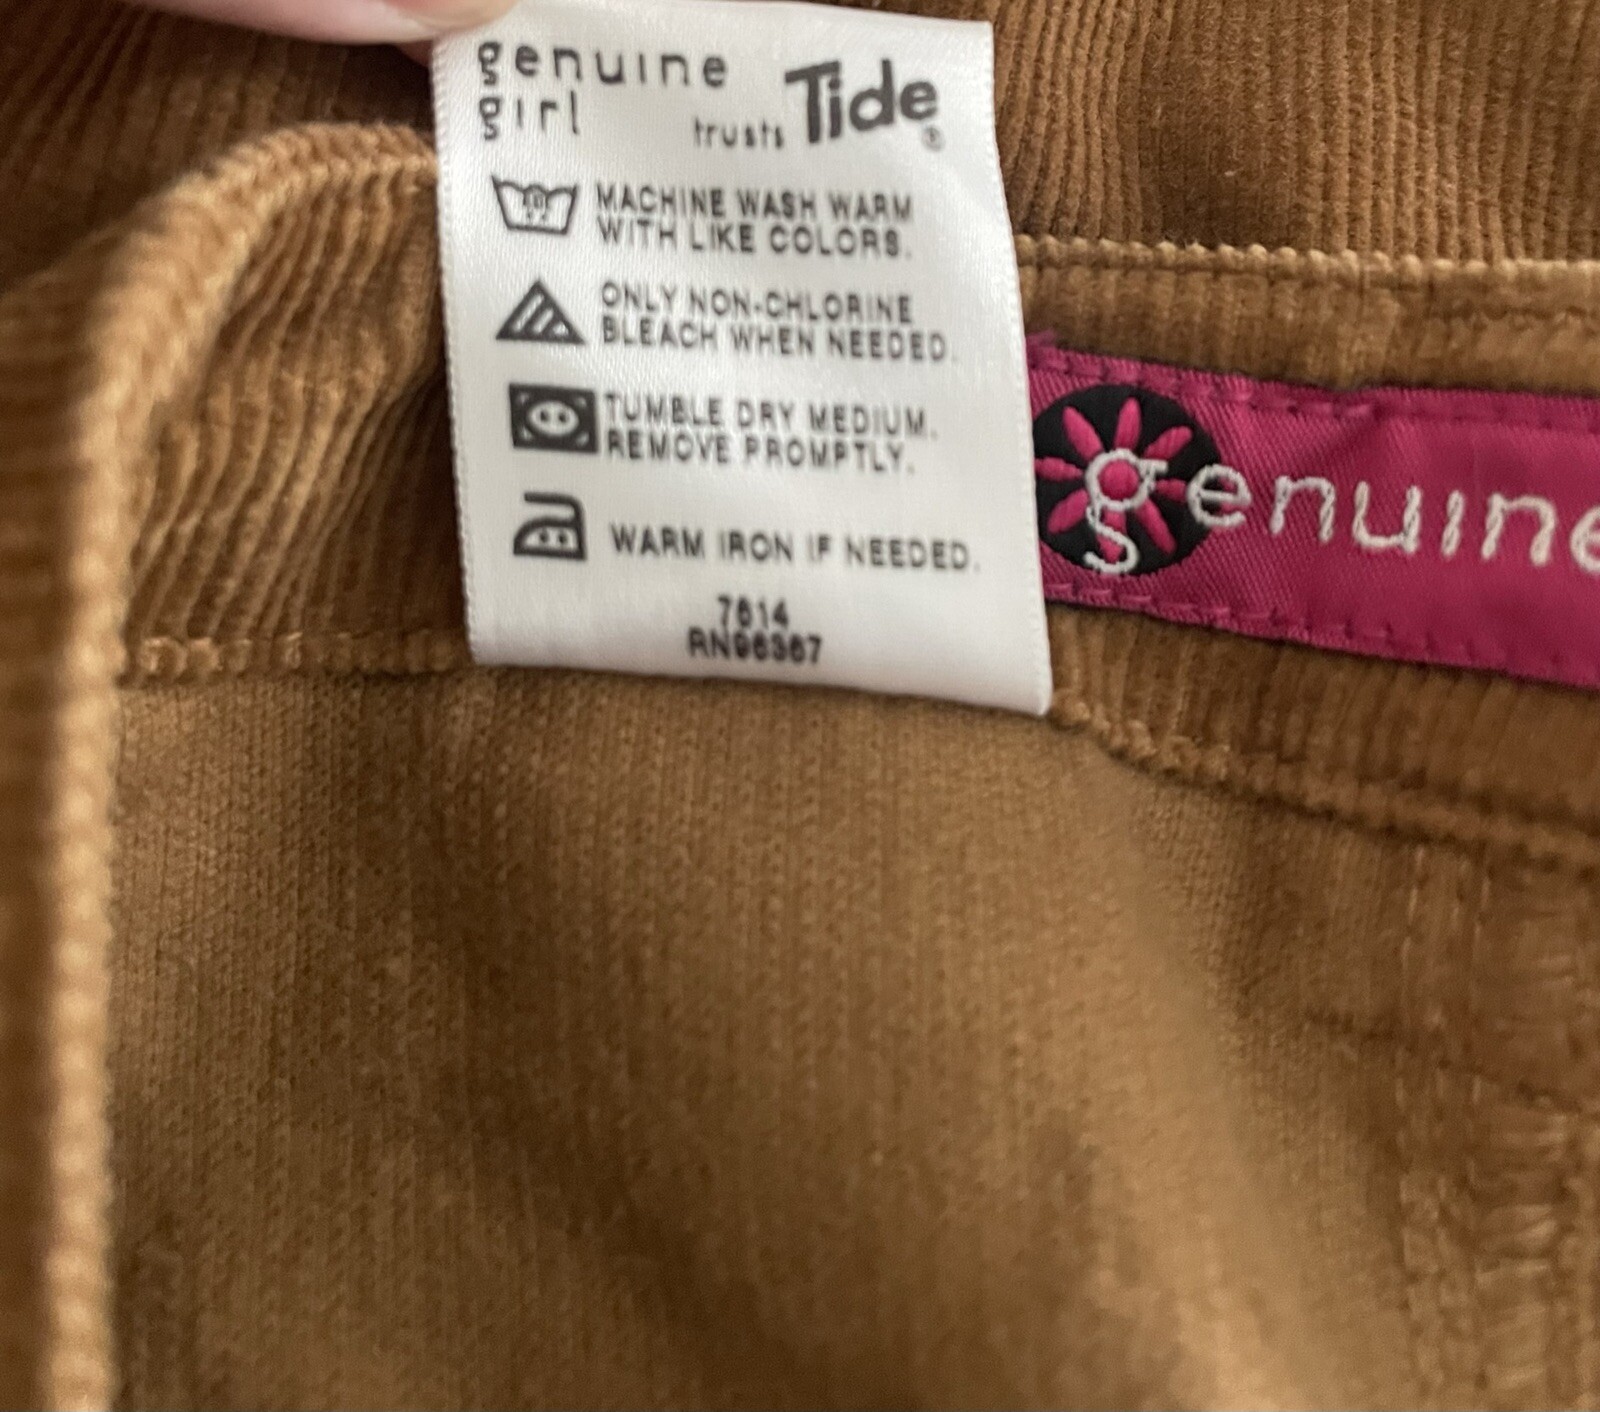 genuine
girl
trusts Tide®
MACHINE WASH WARM
WITH LIKE COLORS.
ONLY NON-CHLORINE
BLEACH WHEN NEEDED.
TUMBLE DRY MEDIUM.
REMOVE PROMPTLY.
WARM IRON IF NEEDED.
7614
RN96367
genuine